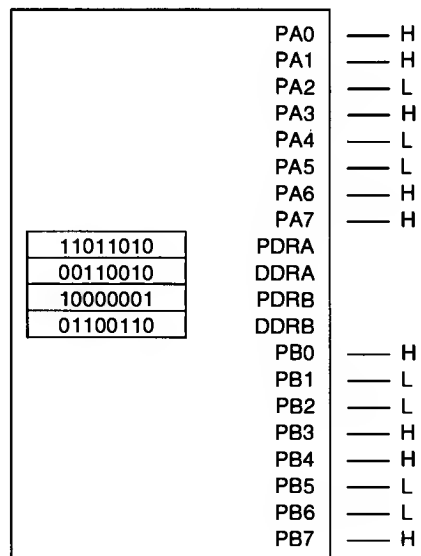 PA0 H
PA1 H
PA2 L
PA3 H
PA4 L
PA5 L
PA6 H
PA7 H
11011010 PDRA
00110010 DDRA
10000001 PDRB
01100110 DDRB
PB0 H
PB1 L
PB2 L
PB3 H
PB4 H
PB5 L
PB6 L
PB7 H